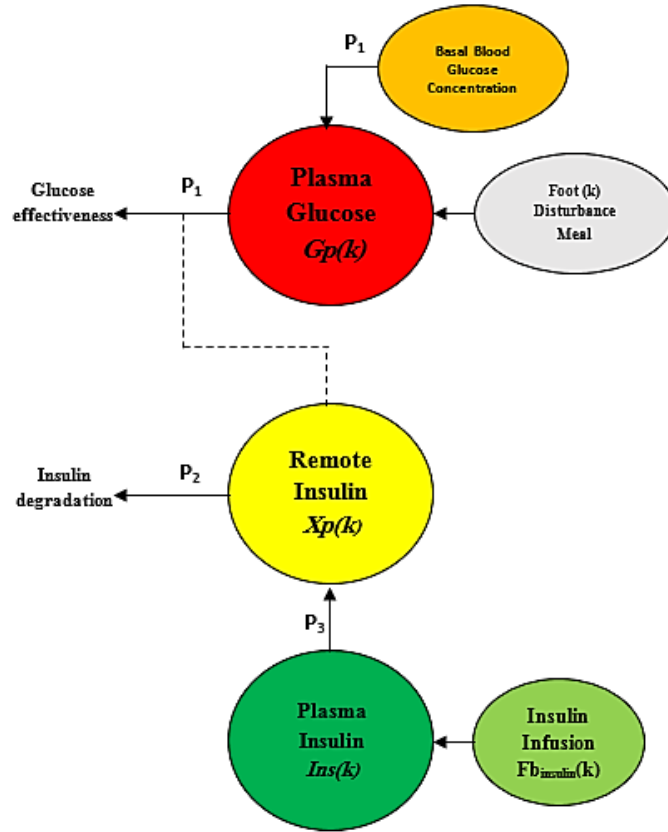 P₁
Basal Blood
Glucose
Concentration
Plasma
Glucose
Gp(k)
P₁
Glucose
effectiveness
Foot (k)
Disturbance
Meal
Remote
Insulin
Xp(k)
P₂
Insulin
degradation
P₃
Plasma
Insulin
Ins(k)
Insulin
Infusion
Fbᵢₙₛᵤₗᵢₙ(k)